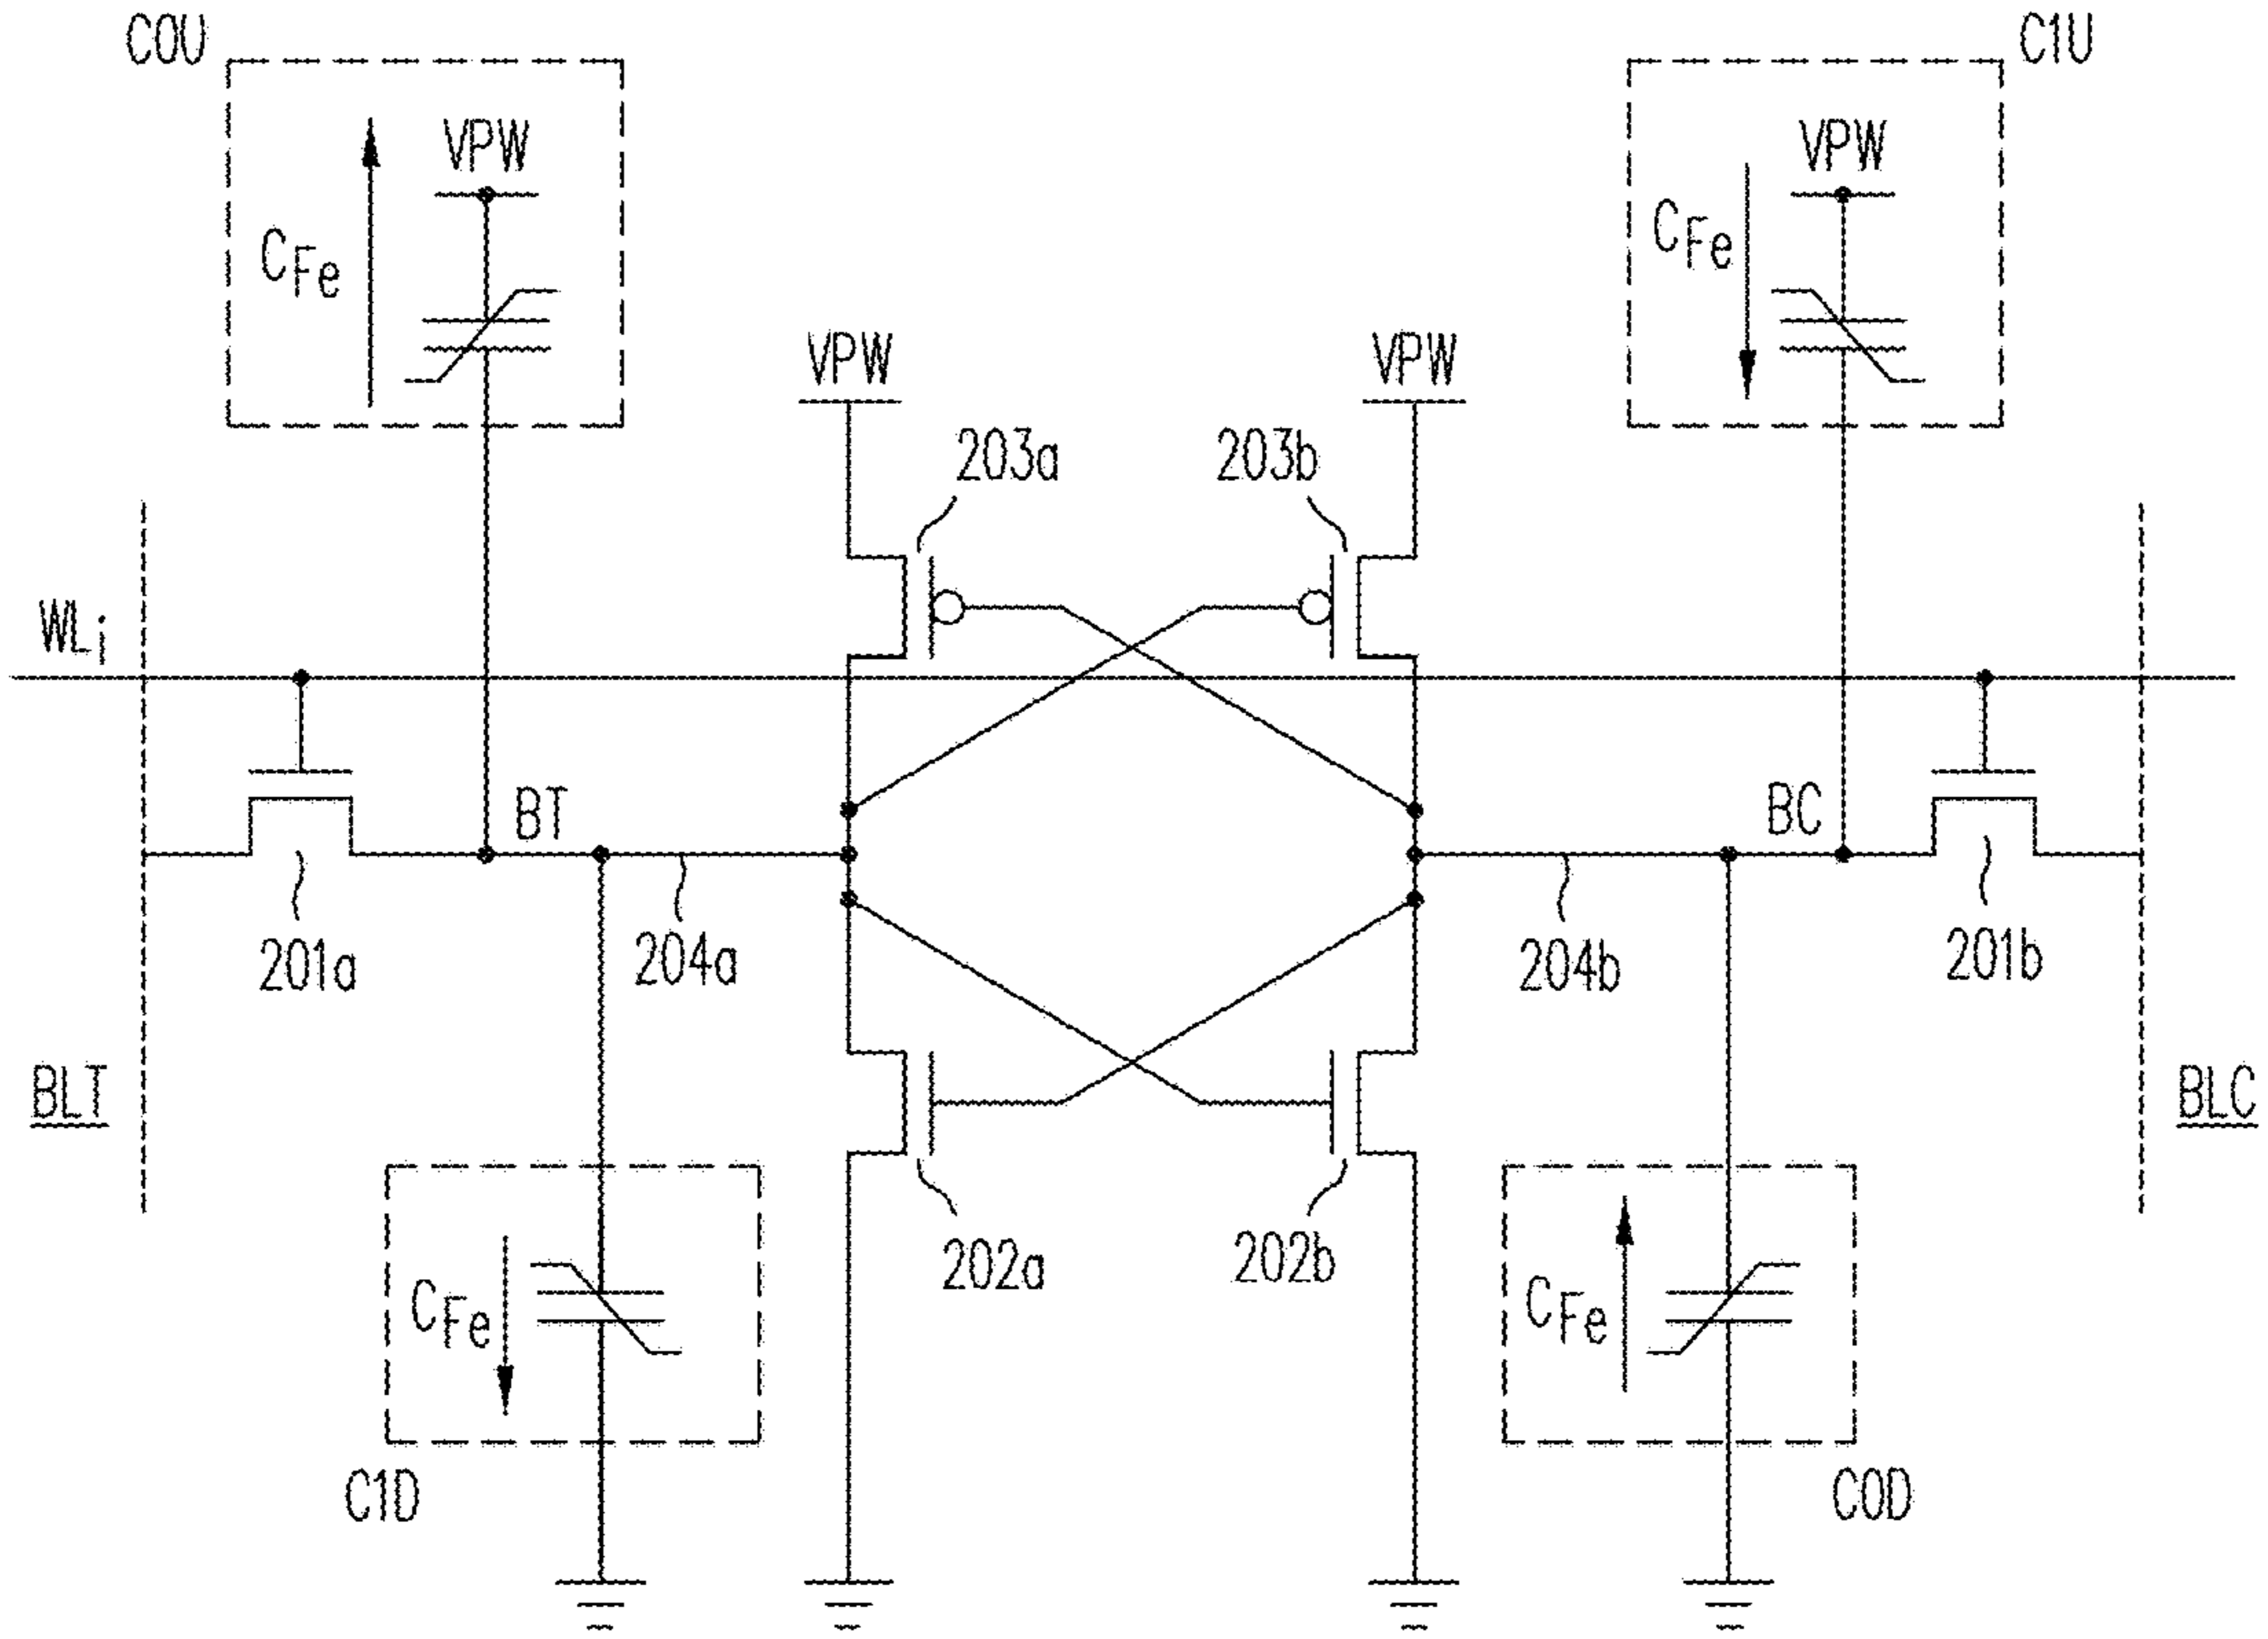 C0U
C1U
VPW
VPW
CFe
CFe
VPW
VPW
203a
203b
WLi
BT
BC
201a
204a
204b
201b
BLT
BLC
202a
202b
CFe
CFe
C1D
C0D